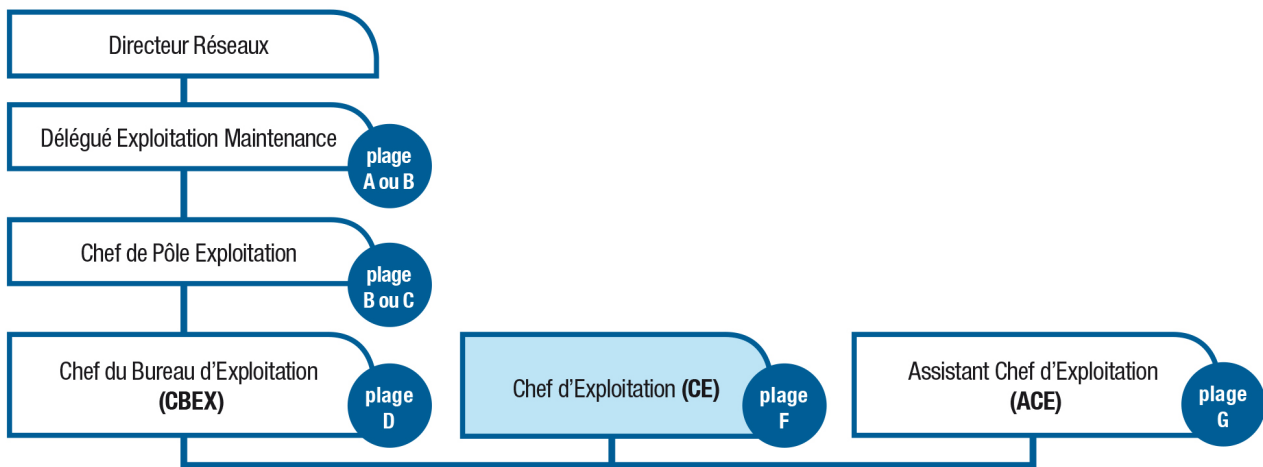 Directeur Réseaux
Délégué Exploitation Maintenance
plage
A ou B
Chef de Pôle Exploitation
plage
B ou C
Chef du Bureau d’Exploitation
(CBEX)
plage
D
Chef d’Exploitation (CE)
plage
F
Assistant Chef d’Exploitation
(ACE)
plage
G